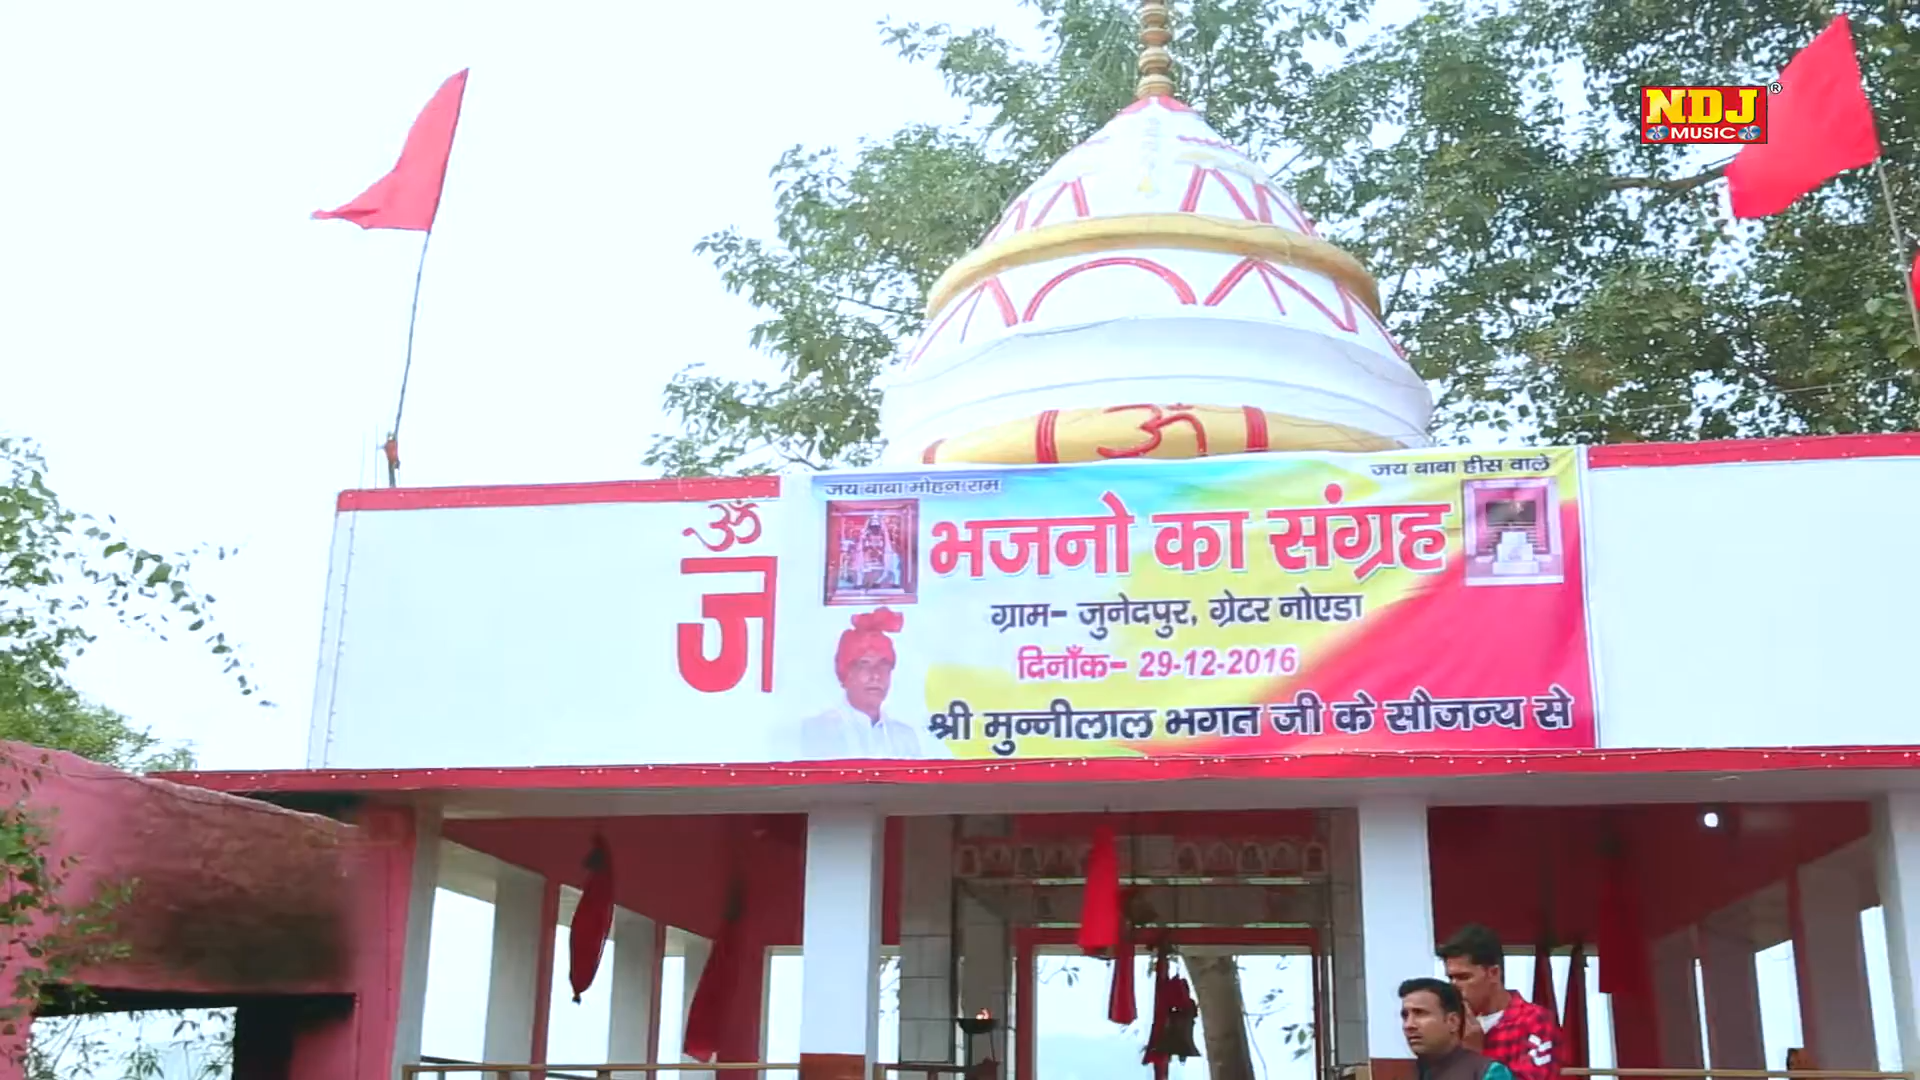 NDJ
MUSIC
ॐ
ॐ
ज
जय बाबा मोहन राम
जय बाबा हीस वाले
भजनो का संग्रह
ग्राम- जुनेदपुर, ग्रेटर नोएडा
दिनाँक- 29-12-2016
श्री मुन्नीलाल भगत जी के सौजन्य से